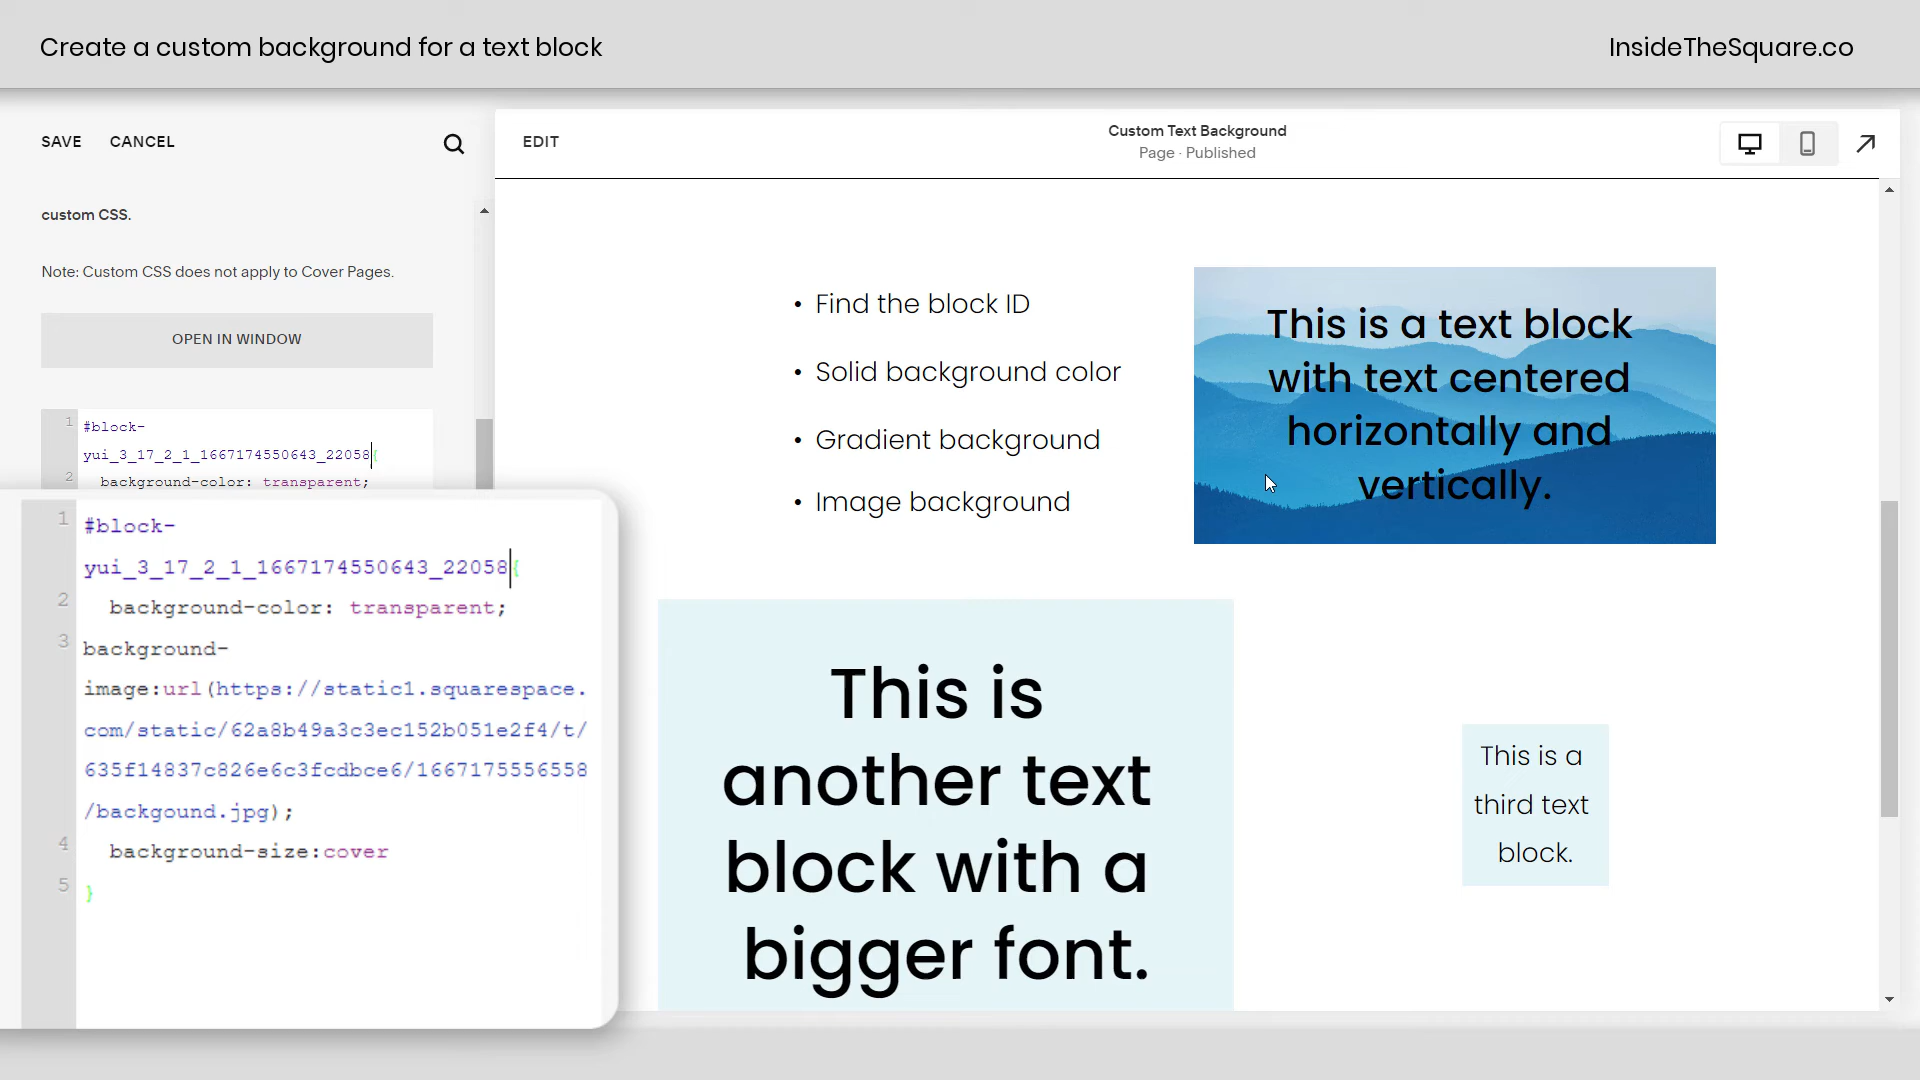 Create a custom background for a text block
InsideTheSquare.co
SAVE CANCEL
EDIT
Custom Text Background
Page · Published
custom CSS.
Note: Custom CSS does not apply to Cover Pages.
OPEN IN WINDOW
1 #block-
yui_3_17_2_1_1667174550643_22058{
2 background-color: transparent;
1 #block-
yui_3_17_2_1_1667174550643_22058{
2 background-color: transparent;
3 background-
image:url(https://static1.squarespace.
com/static/62a8b49a3c3ec152b051e2f4/t/
635f14837c826e6c3fcdbce6/1667175556558
/backgound.jpg);
4 background-size:cover
5 }
• Find the block ID
• Solid background color
• Gradient background
• Image background
This is a text block
with text centered
horizontally and
vertically.
This is
another text
block with a
bigger font.
This is a
third text
block.